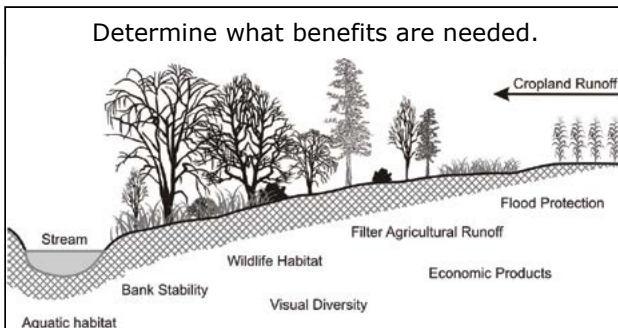 Determine what benefits are needed.
Cropland Runoff
Flood Protection
Stream
Filter Agricultural Runoff
Wildlife Habitat
Economic Products
Bank Stability
Visual Diversity
Aquatic habitat